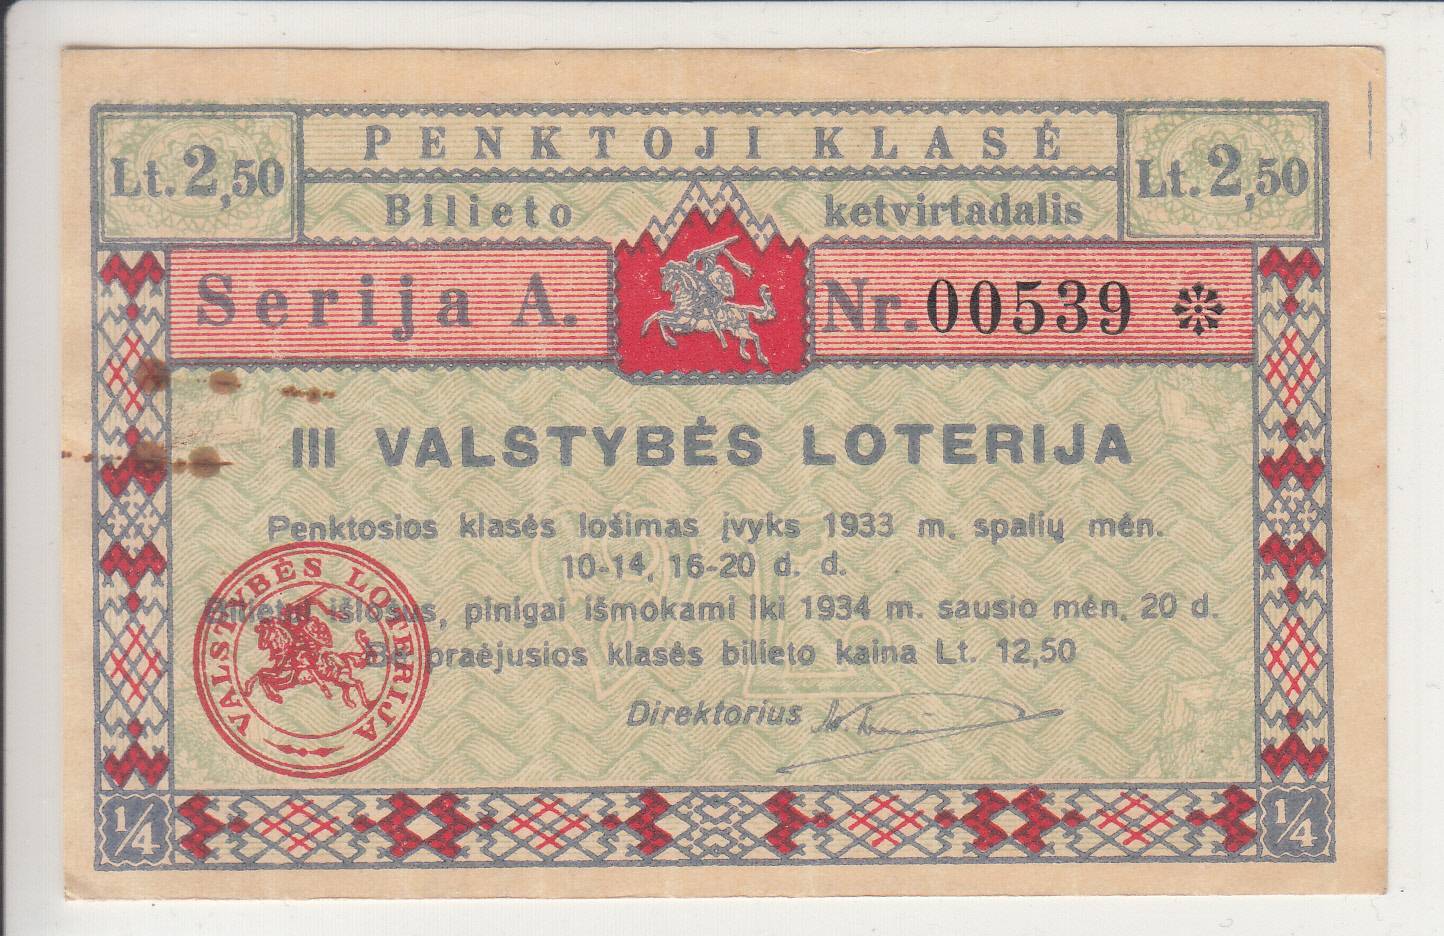 PENKTOJI KLASĖ
Lt. 2,50
Lt. 2,50
Bilieto ketvirtadalis
Serija A. Nr. 00539
III VALSTYBĖS LOTERIJA
Penktosios klasės lošimas įvyks 1933 m. spalių mėn.
10-14, 16-20 d. d.
Bilietui išlošus, pinigai išmokami iki 1934 m. sausio mėn. 20 d.
Be praėjusios klasės bilieto kaina Lt. 12,50
Direktorius
VALSTYBĖS LOTERIJA
1/4
1/4